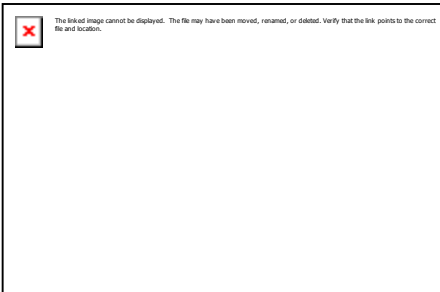 The linked image cannot be displayed. The file may have been moved, renamed, or deleted. Verify that the link points to the correct
file and location.